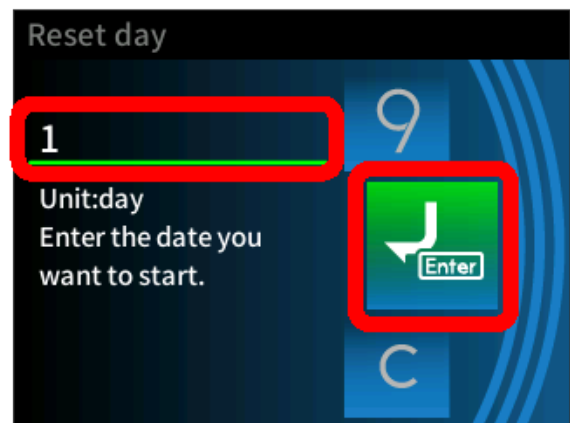 Reset day
9
1
Unit:day
Enter the date you
want to start.
Enter
C